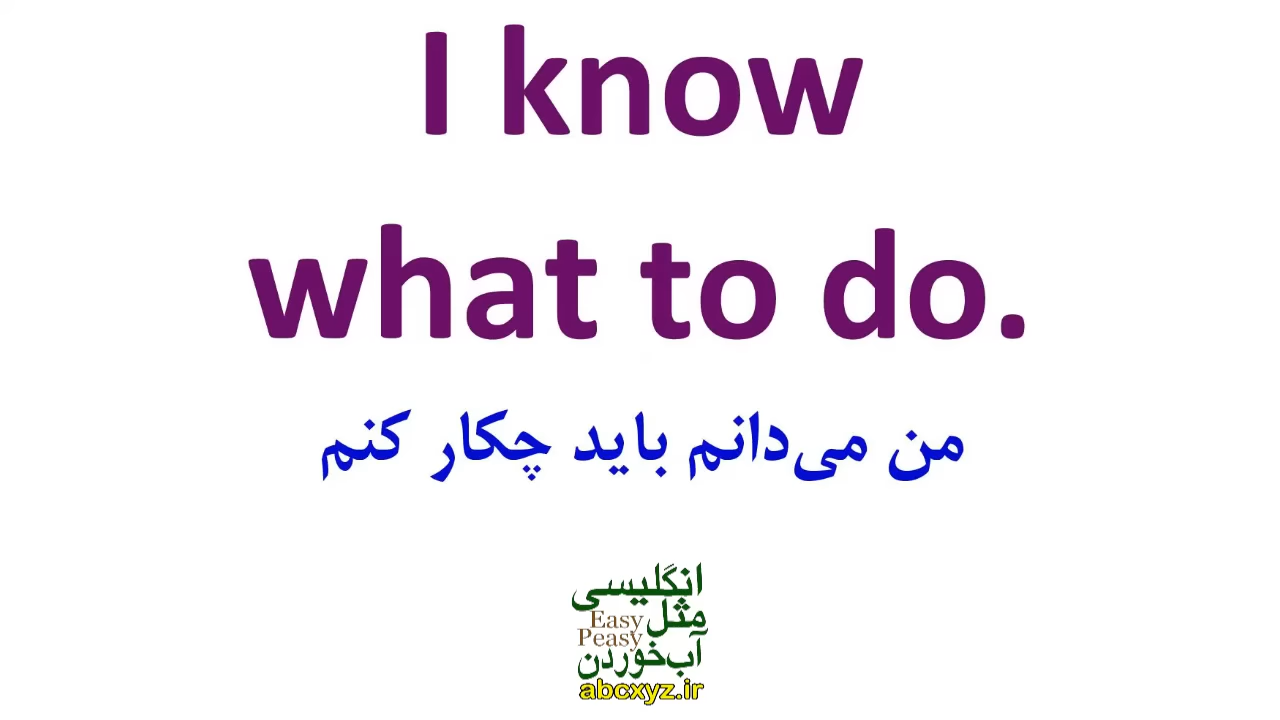 I know
what to do.
من می‌دانم باید چکار کنم
انگلیسی
مثل
Easy
Peasy
آب‌خوردن
abcxyz.ir